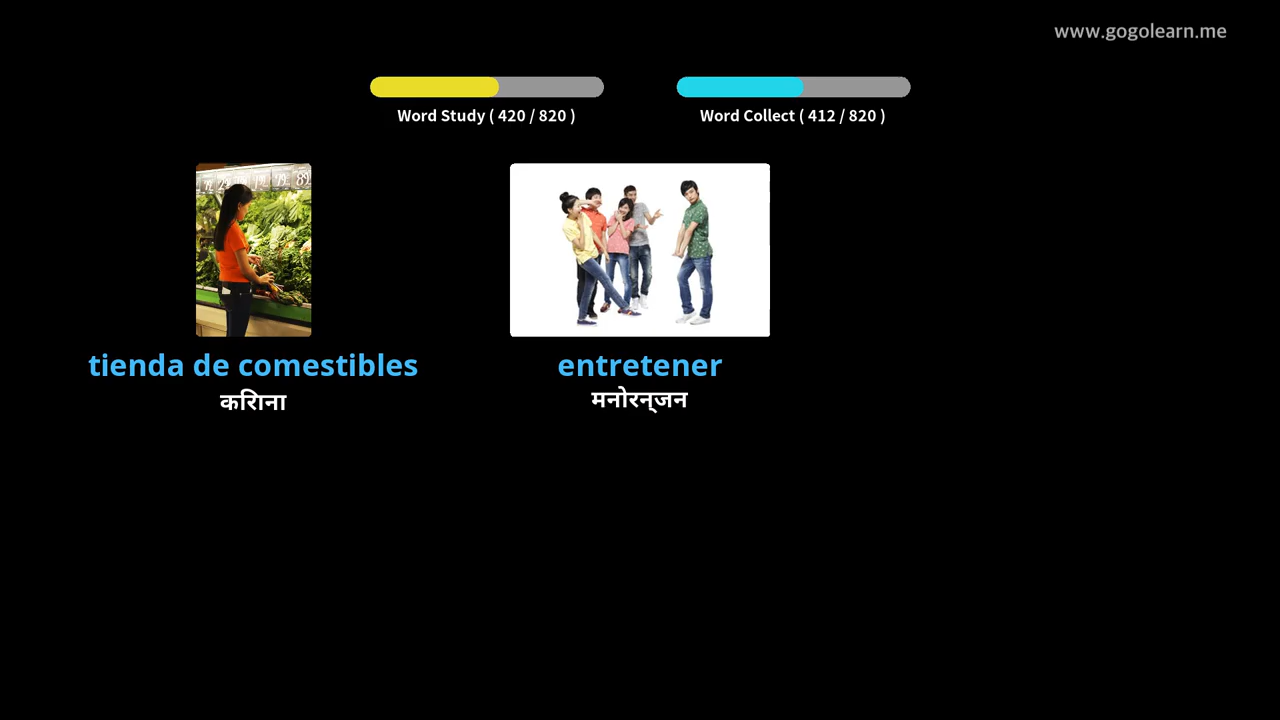 www.gogolearn.me
Word Study ( 420 / 820 )
Word Collect ( 412 / 820 )
tienda de comestibles
करिाना
entretener
मनोरन्जन